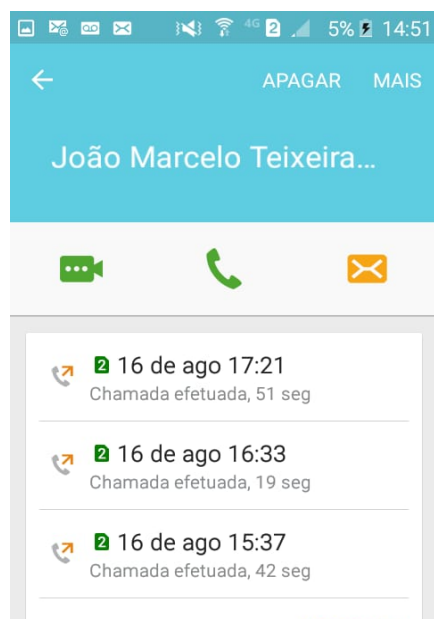 4G 2 5% 14:51
APAGAR MAIS
João Marcelo Teixeira...
2 16 de ago 17:21
Chamada efetuada, 51 seg
2 16 de ago 16:33
Chamada efetuada, 19 seg
2 16 de ago 15:37
Chamada efetuada, 42 seg